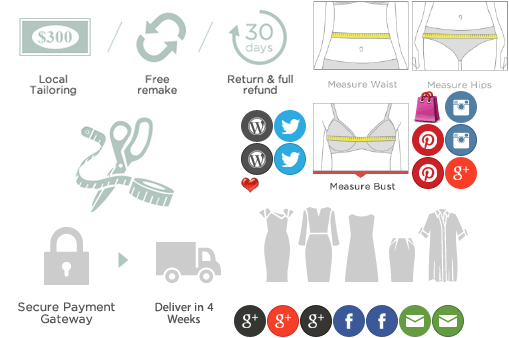 $300
30
days
Local
Tailoring
Free
remake
Return & full
refund
Measure Waist
Measure Hips
Measure Bust
Secure Payment
Gateway
Deliver in 4
Weeks
g+
g+
g+
g+